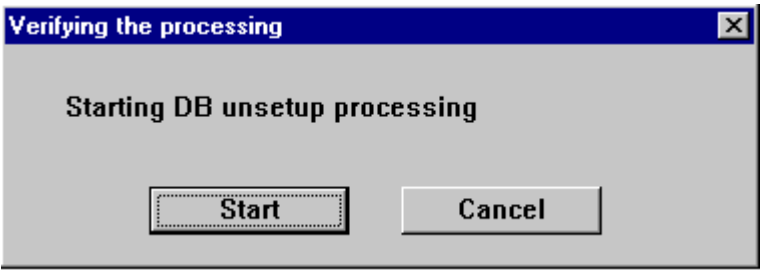 Verifying the processing
Starting DB unsetup processing
Start
Cancel